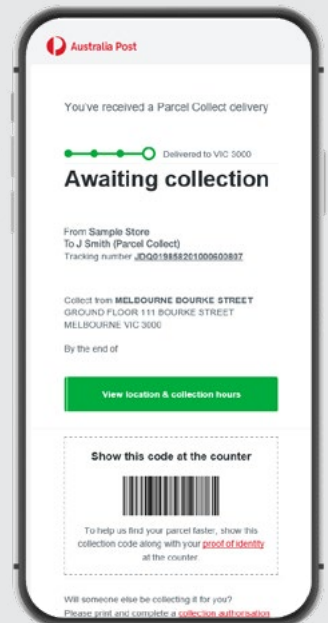 Australia Post
You've received a Parcel Collect delivery
Delivered to VIC 3000
Awaiting collection
From Sample Store
To J Smith (Parcel Collect)
Tracking number JDQ019858201000600807
Collect from MELBOURNE BOURKE STREET
GROUND FLOOR 111 BOURKE STREET
MELBOURNE VIC 3000
By the end of
View location & collection hours
Show this code at the counter
To help us find your parcel faster, show this
collection code along with your proof of identity
at the counter.
Will someone else be collecting it for you?
Please print and complete a collection authorisation